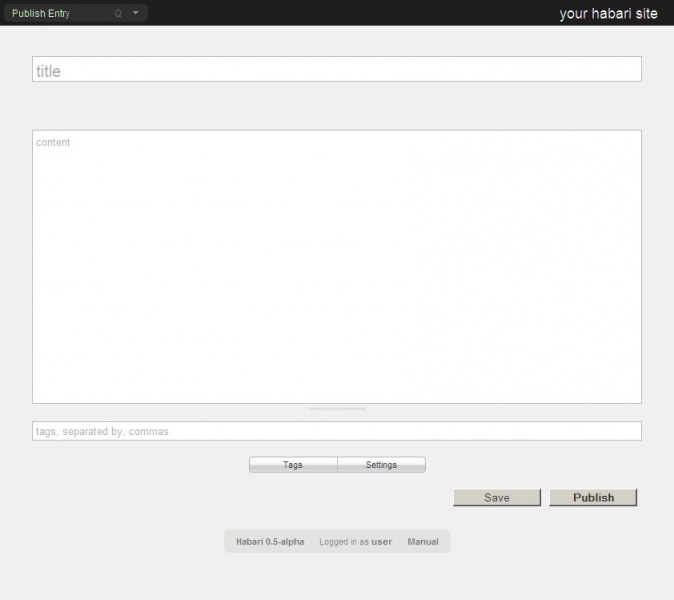 Publish Entry Q your habari site
title
content
tags, separated by, commas
Tags Settings
Save Publish
Habari 0.5-alpha · Logged in as user · Manual